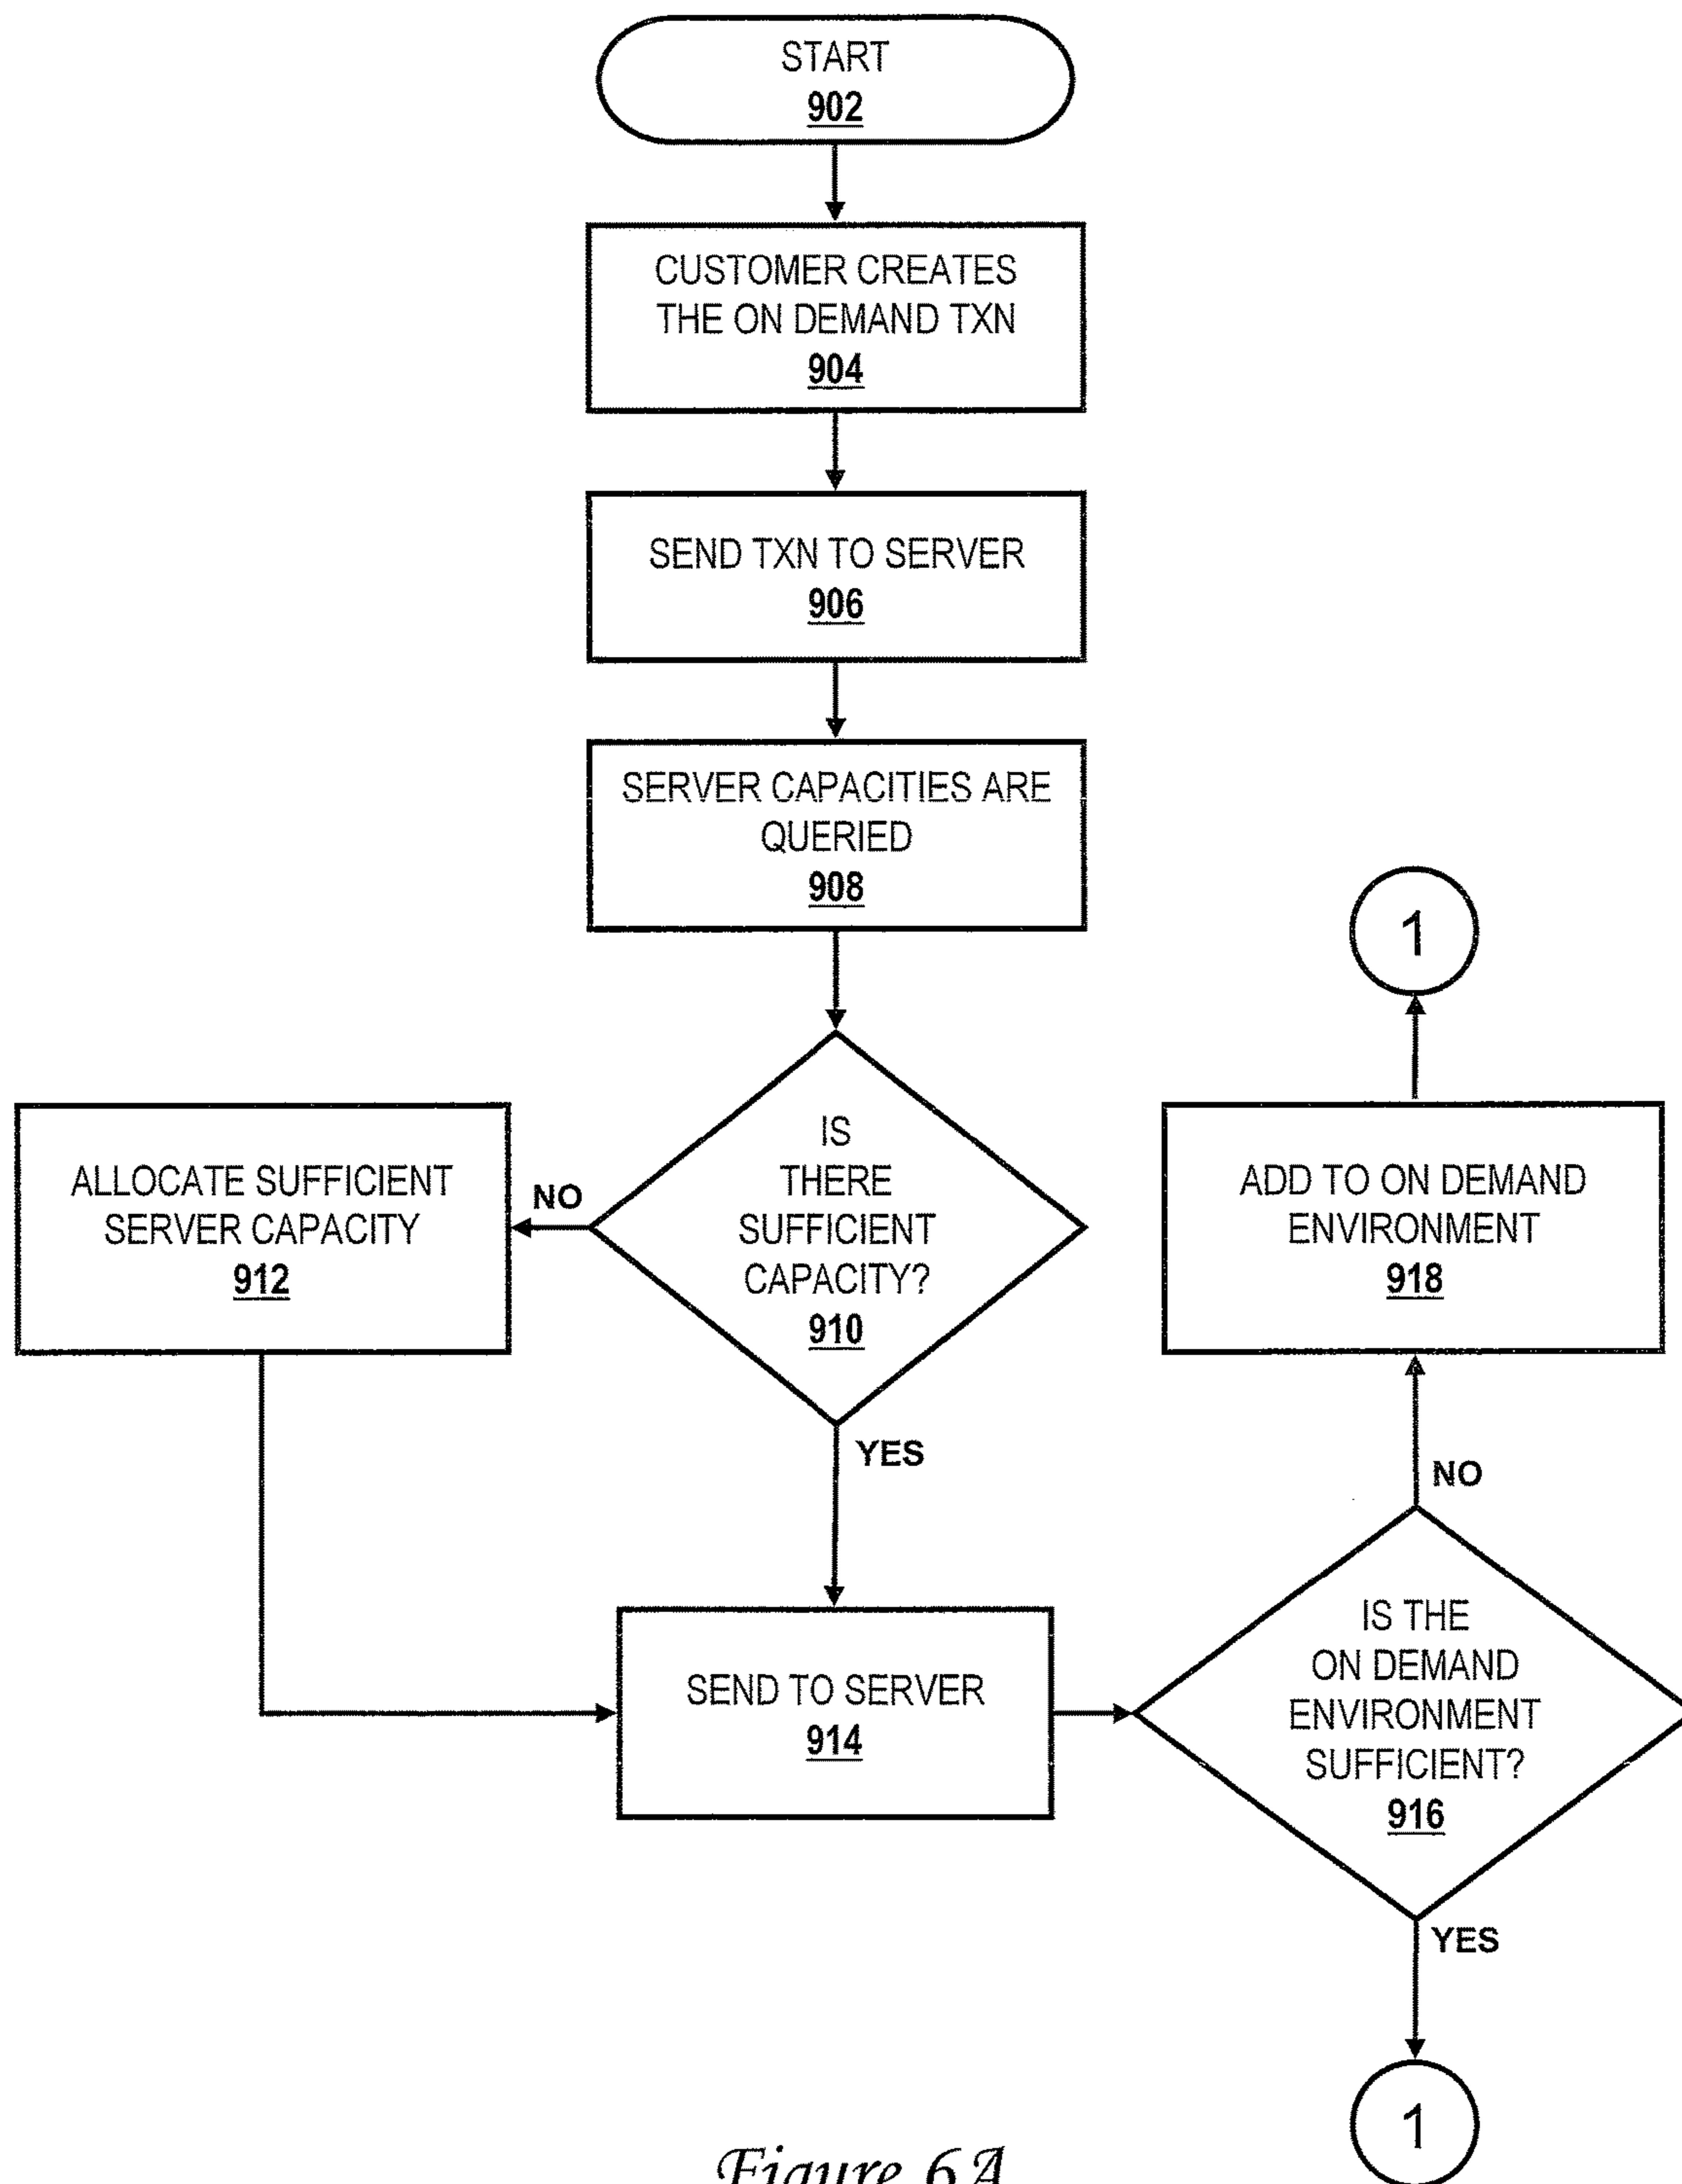 START
902
CUSTOMER CREATES
THE ON DEMAND TXN
904
SEND TXN TO SERVER
906
SERVER CAPACITIES ARE
QUERIED
908
1
IS
THERE
SUFFICIENT
CAPACITY?
910
NO
ALLOCATE SUFFICIENT
SERVER CAPACITY
912
ADD TO ON DEMAND
ENVIRONMENT
918
YES
NO
SEND TO SERVER
914
IS THE
ON DEMAND
ENVIRONMENT
SUFFICIENT?
916
YES
1
Figure 6A